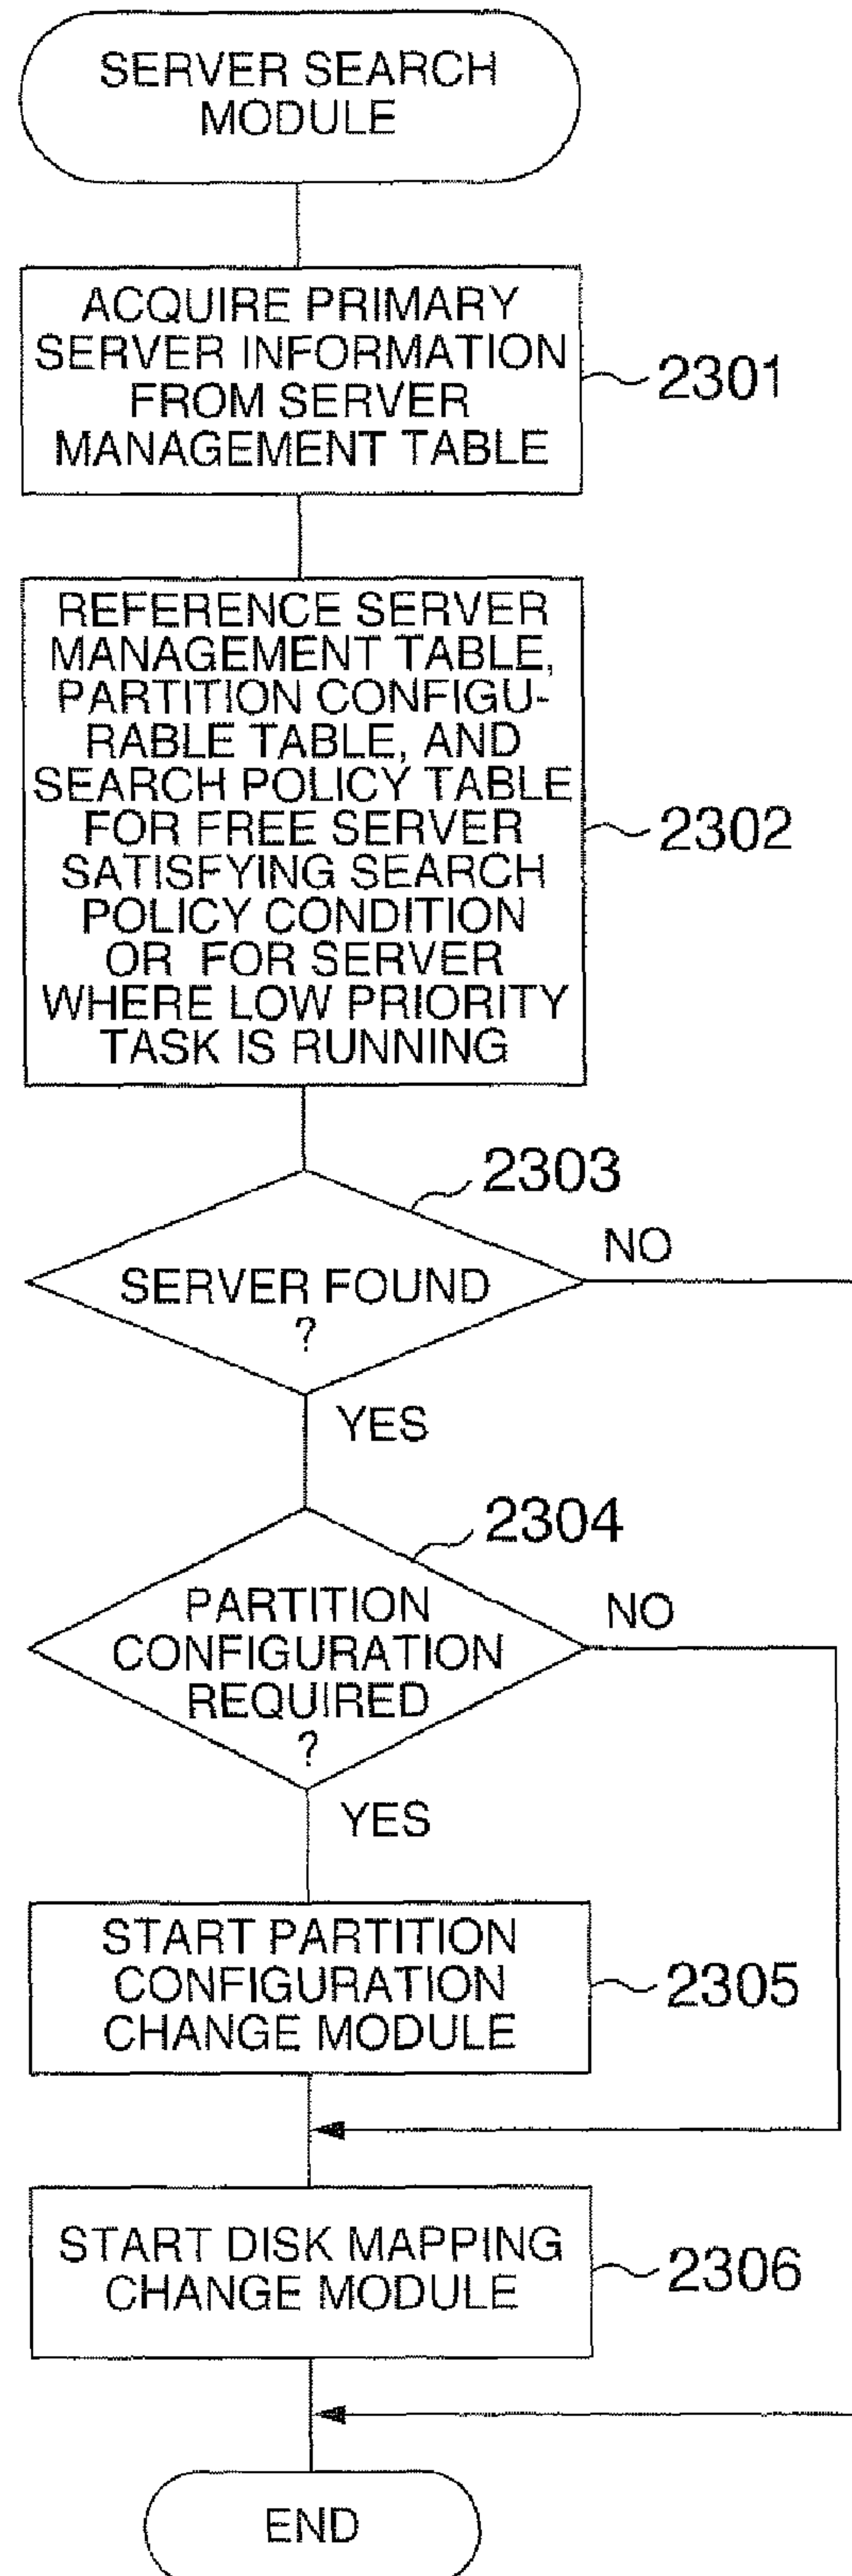 SERVER SEARCH
MODULE
ACQUIRE PRIMARY
SERVER INFORMATION
FROM SERVER
MANAGEMENT TABLE
2301
REFERENCE SERVER
MANAGEMENT TABLE,
PARTITION CONFIGU-
RABLE TABLE, AND
SEARCH POLICY TABLE
FOR FREE SERVER
SATISFYING SEARCH
POLICY CONDITION
OR FOR SERVER
WHERE LOW PRIORITY
TASK IS RUNNING
2302
2303
SERVER FOUND
?
NO
YES
2304
PARTITION
CONFIGURATION
REQUIRED
?
NO
YES
START PARTITION
CONFIGURATION
CHANGE MODULE
2305
START DISK MAPPING
CHANGE MODULE
2306
END